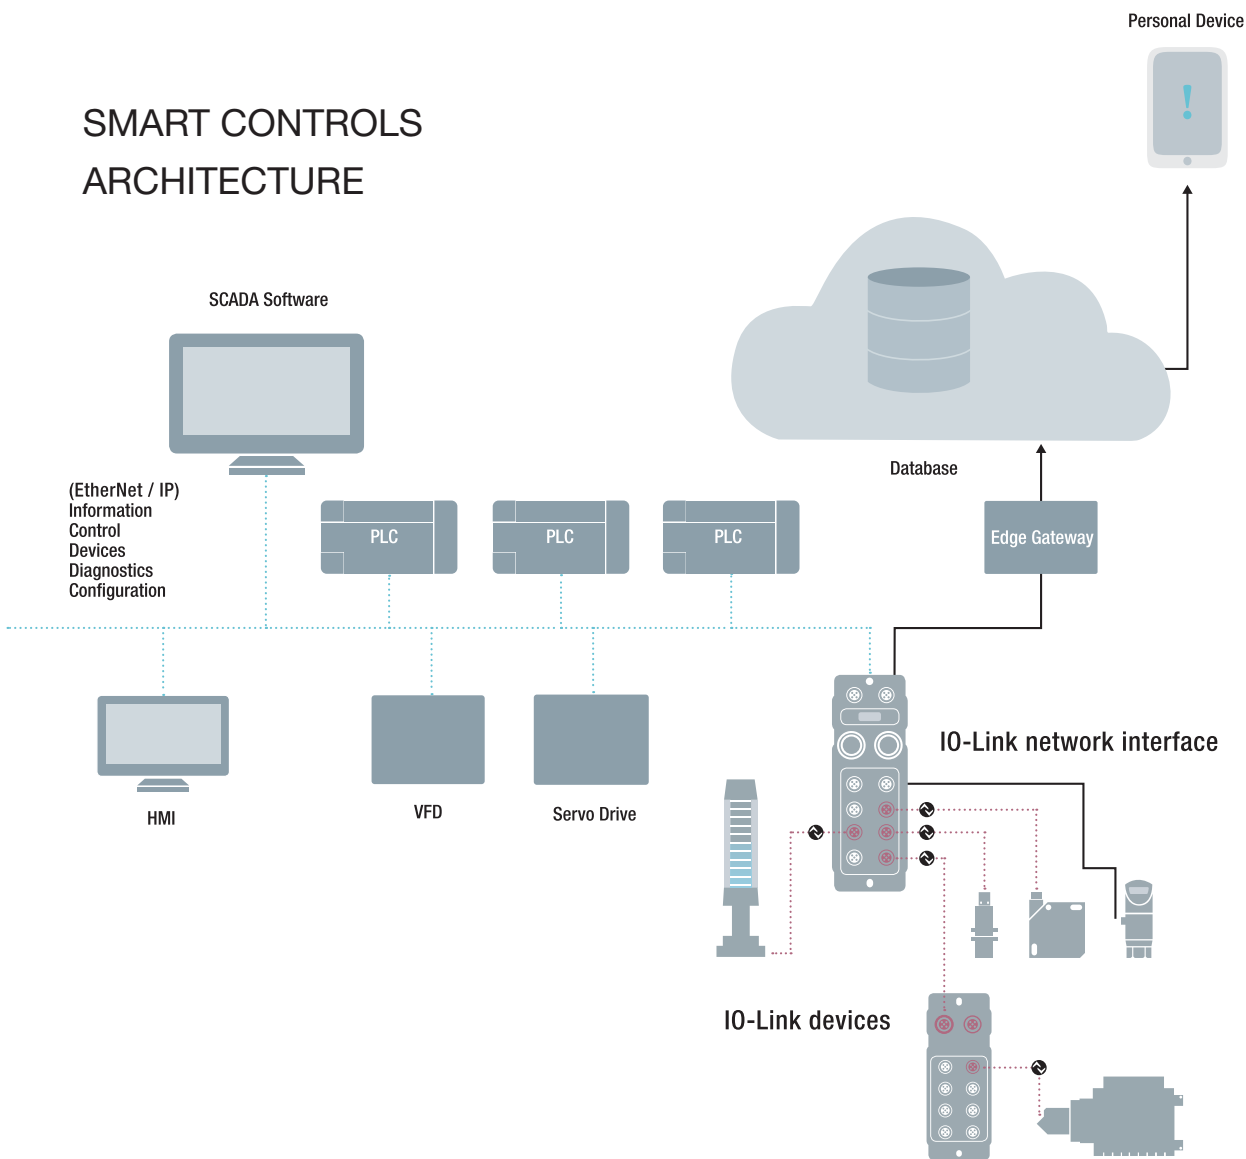 Personal Device
SMART CONTROLS
ARCHITECTURE
SCADA Software
Database
(EtherNet / IP)
Information
Control
Devices
Diagnostics
Configuration
PLC
PLC
PLC
Edge Gateway
IO-Link network interface
HMI
VFD
Servo Drive
IO-Link devices